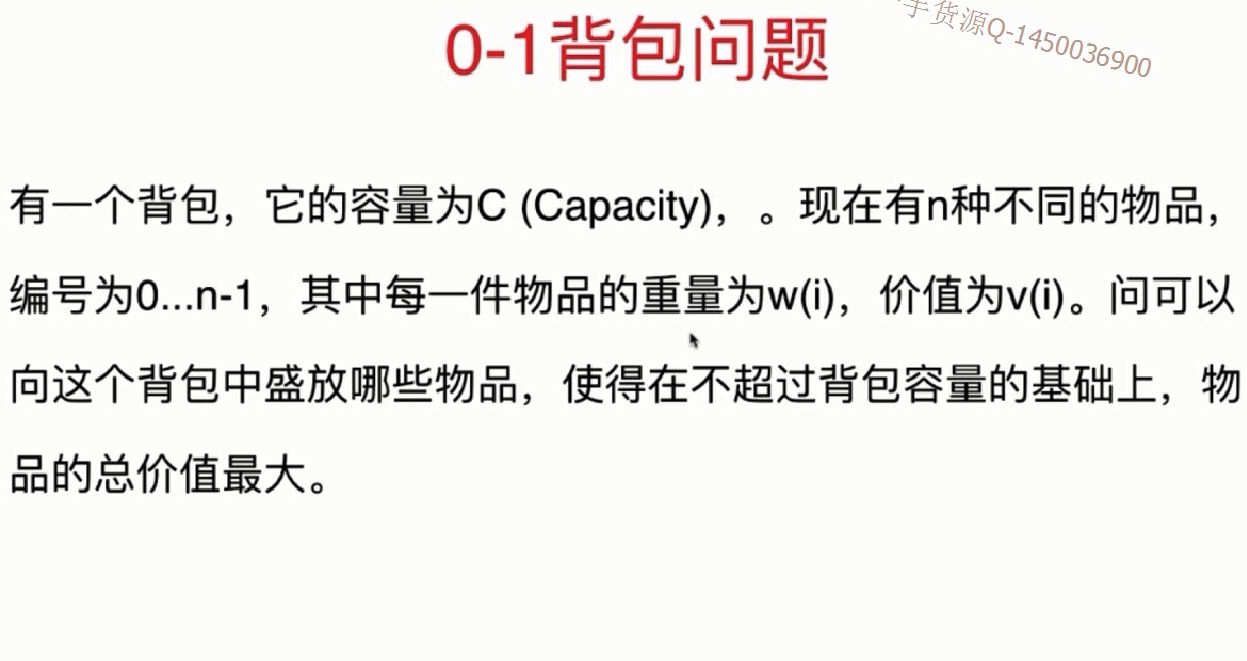 0-1背包问题
货源Q-1450036900
有一个背包，它的容量为C (Capacity)，。现在有n种不同的物品，
编号为0...n-1，其中每一件物品的重量为w(i)，价值为v(i)。问可以
向这个背包中盛放哪些物品，使得在不超过背包容量的基础上，物
品的总价值最大。